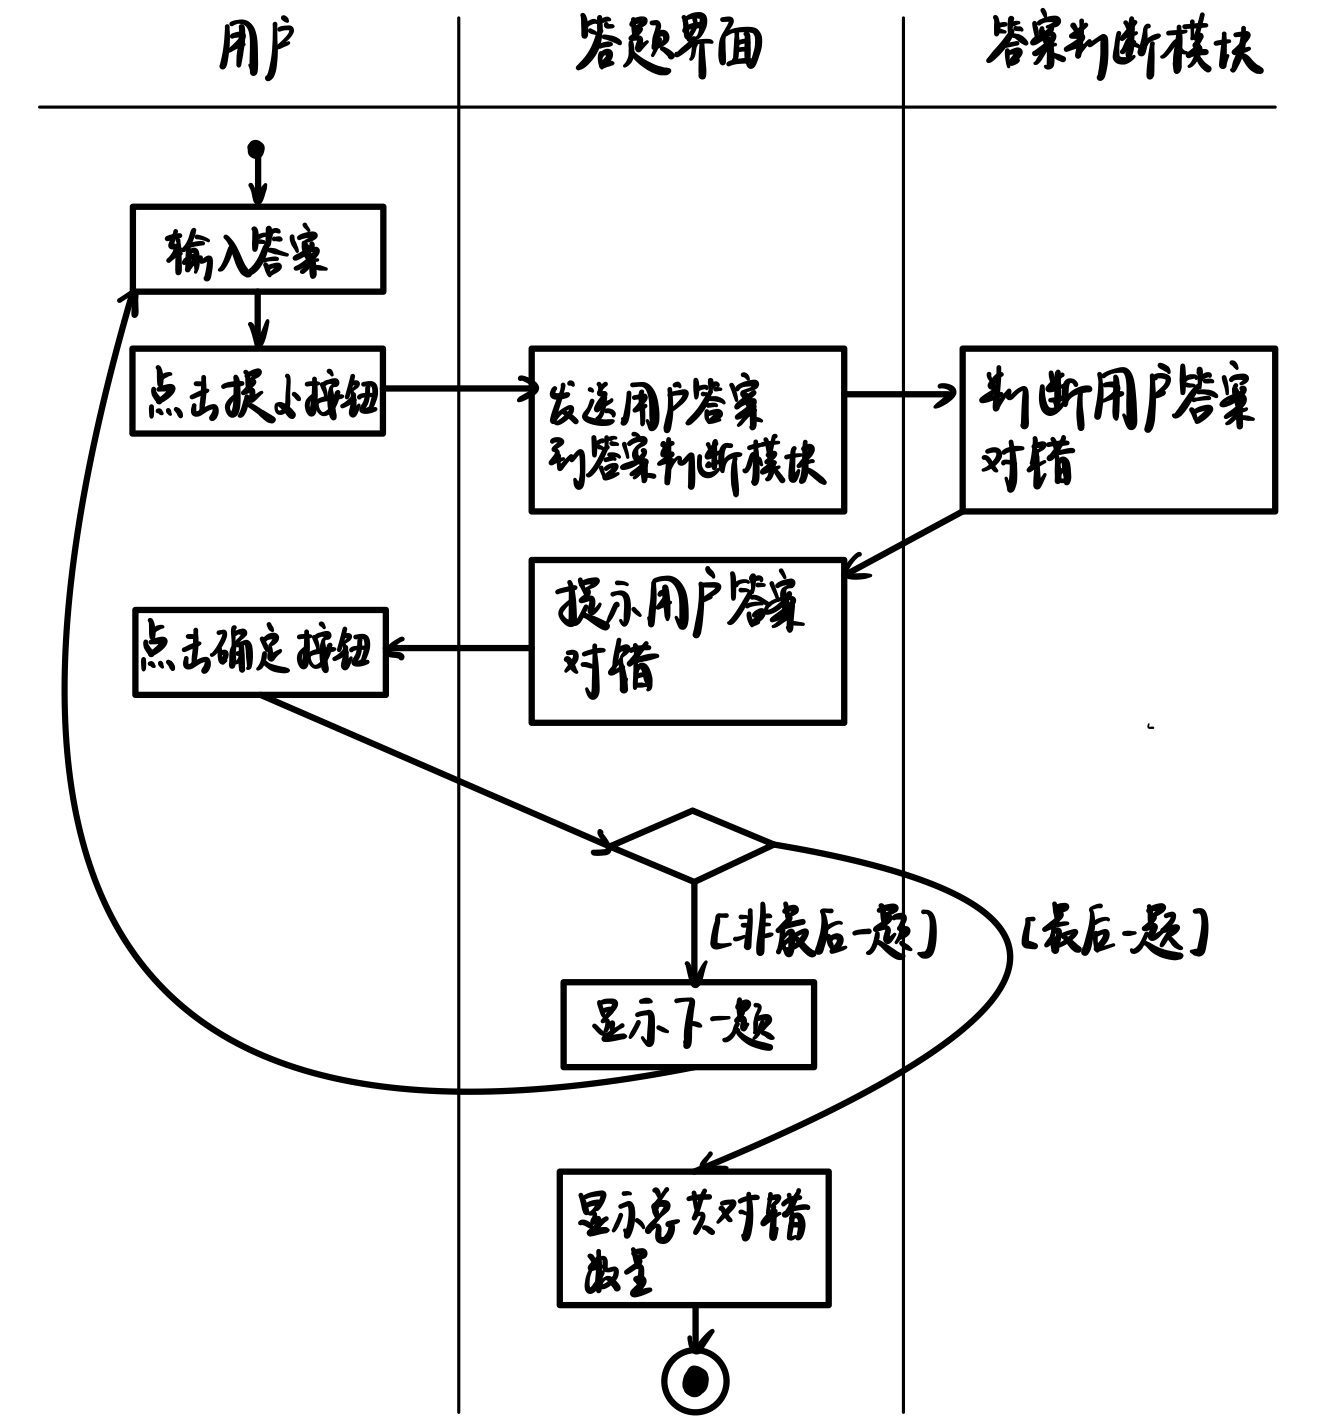 用户
答题界面
答案判断模块
输入答案
点击提交按钮
发送用户答案
到答案判断模块
判断用户答案
对错
提示用户答案
对错
点击确定按钮
[非最后一题]
[最后一题]
显示下一题
显示总共对错
数量